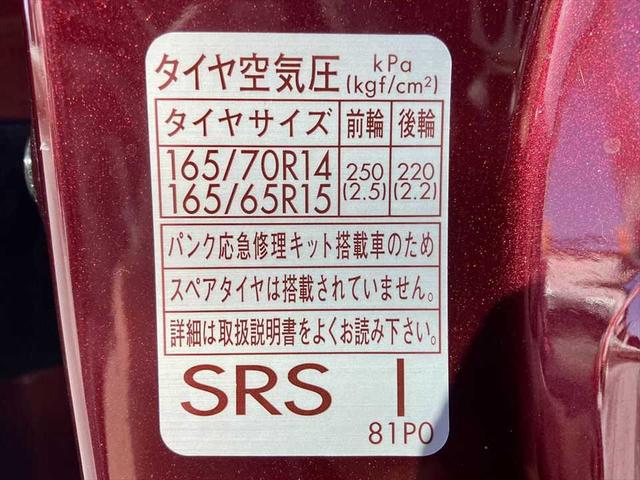 タイヤ空気圧 kPa (kgf/cm²)
タイヤサイズ 前輪 後輪
165/70R14 250 220
165/65R15 (2.5) (2.2)
パンク応急修理キット搭載車のため
スペアタイヤは搭載されていません。
詳細は取扱説明書をよくお読み下さい。
SRS I
81P0